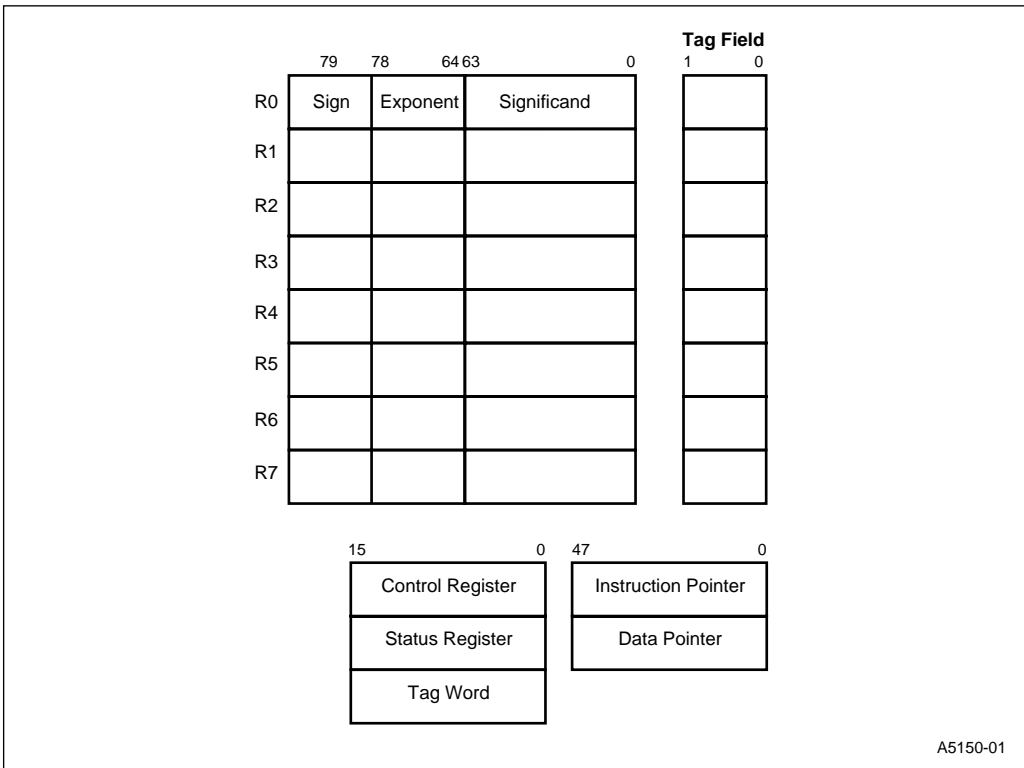 Tag Field
79 78 64 63 0 1 0
R0 Sign Exponent Significand
R1
R2
R3
R4
R5
R6
R7
15 0 47 0
Control Register Instruction Pointer
Status Register Data Pointer
Tag Word
A5150-01